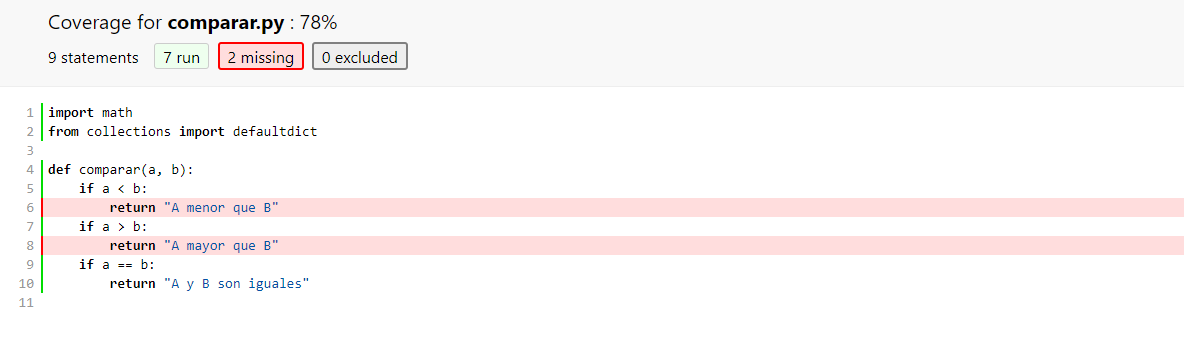 Coverage for comparar.py : 78%
9 statements 7 run 2 missing 0 excluded
1 import math
2 from collections import defaultdict
3
4 def comparar(a, b):
5     if a < b:
6         return "A menor que B"
7     if a > b:
8         return "A mayor que B"
9     if a == b:
10         return "A y B son iguales"
11